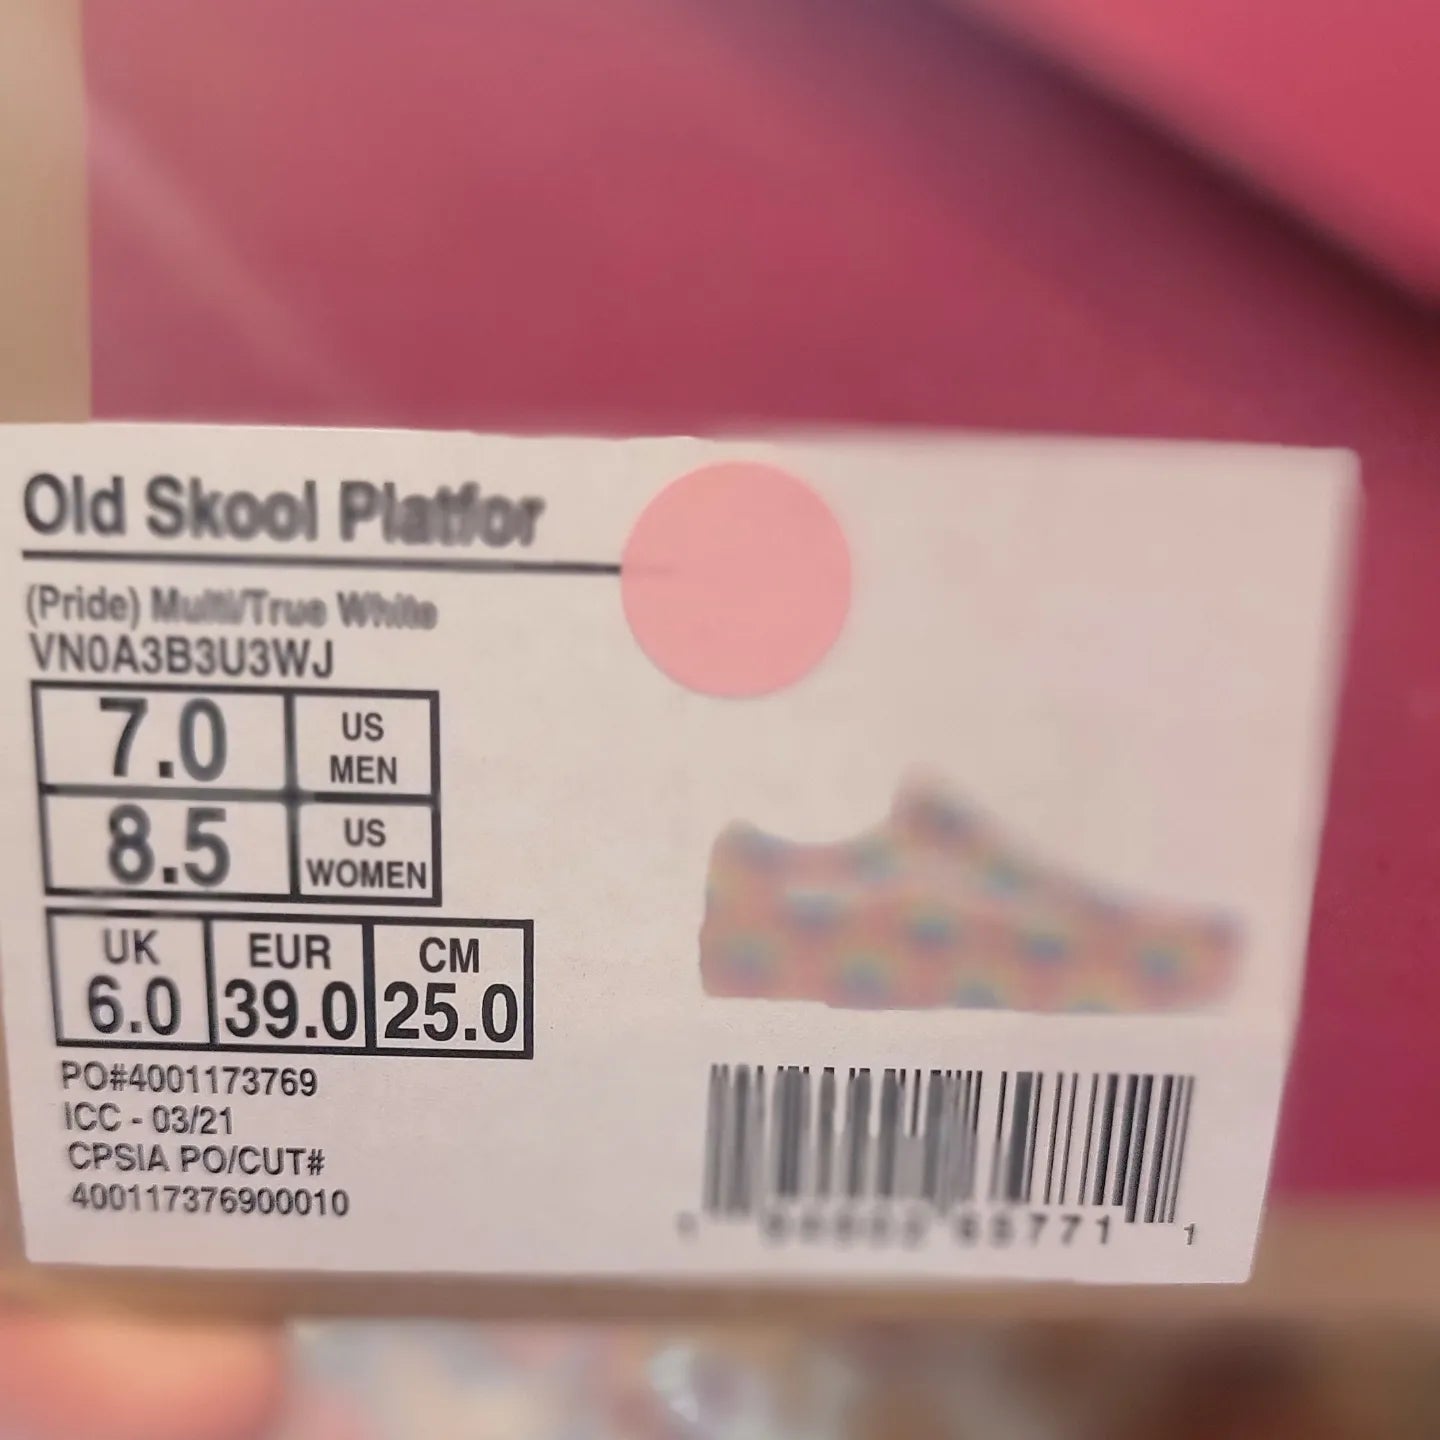 Old Skool Platfor
(Pride) Multi/True White
VN0A3B3U3WJ
7.0 US MEN
8.5 US WOMEN
UK EUR CM
6.0 39.0 25.0
PO#4001173769
ICC - 03/21
CPSIA PO/CUT#
400117376900010
1